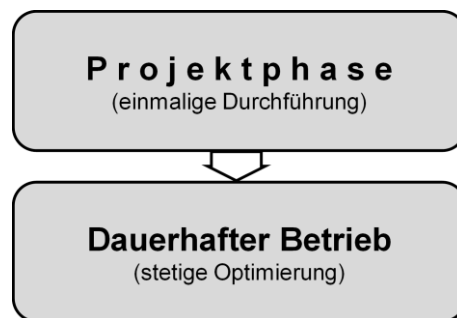 Projektphase
(einmalige Durchführung)
Dauerhafter Betrieb
(stetige Optimierung)